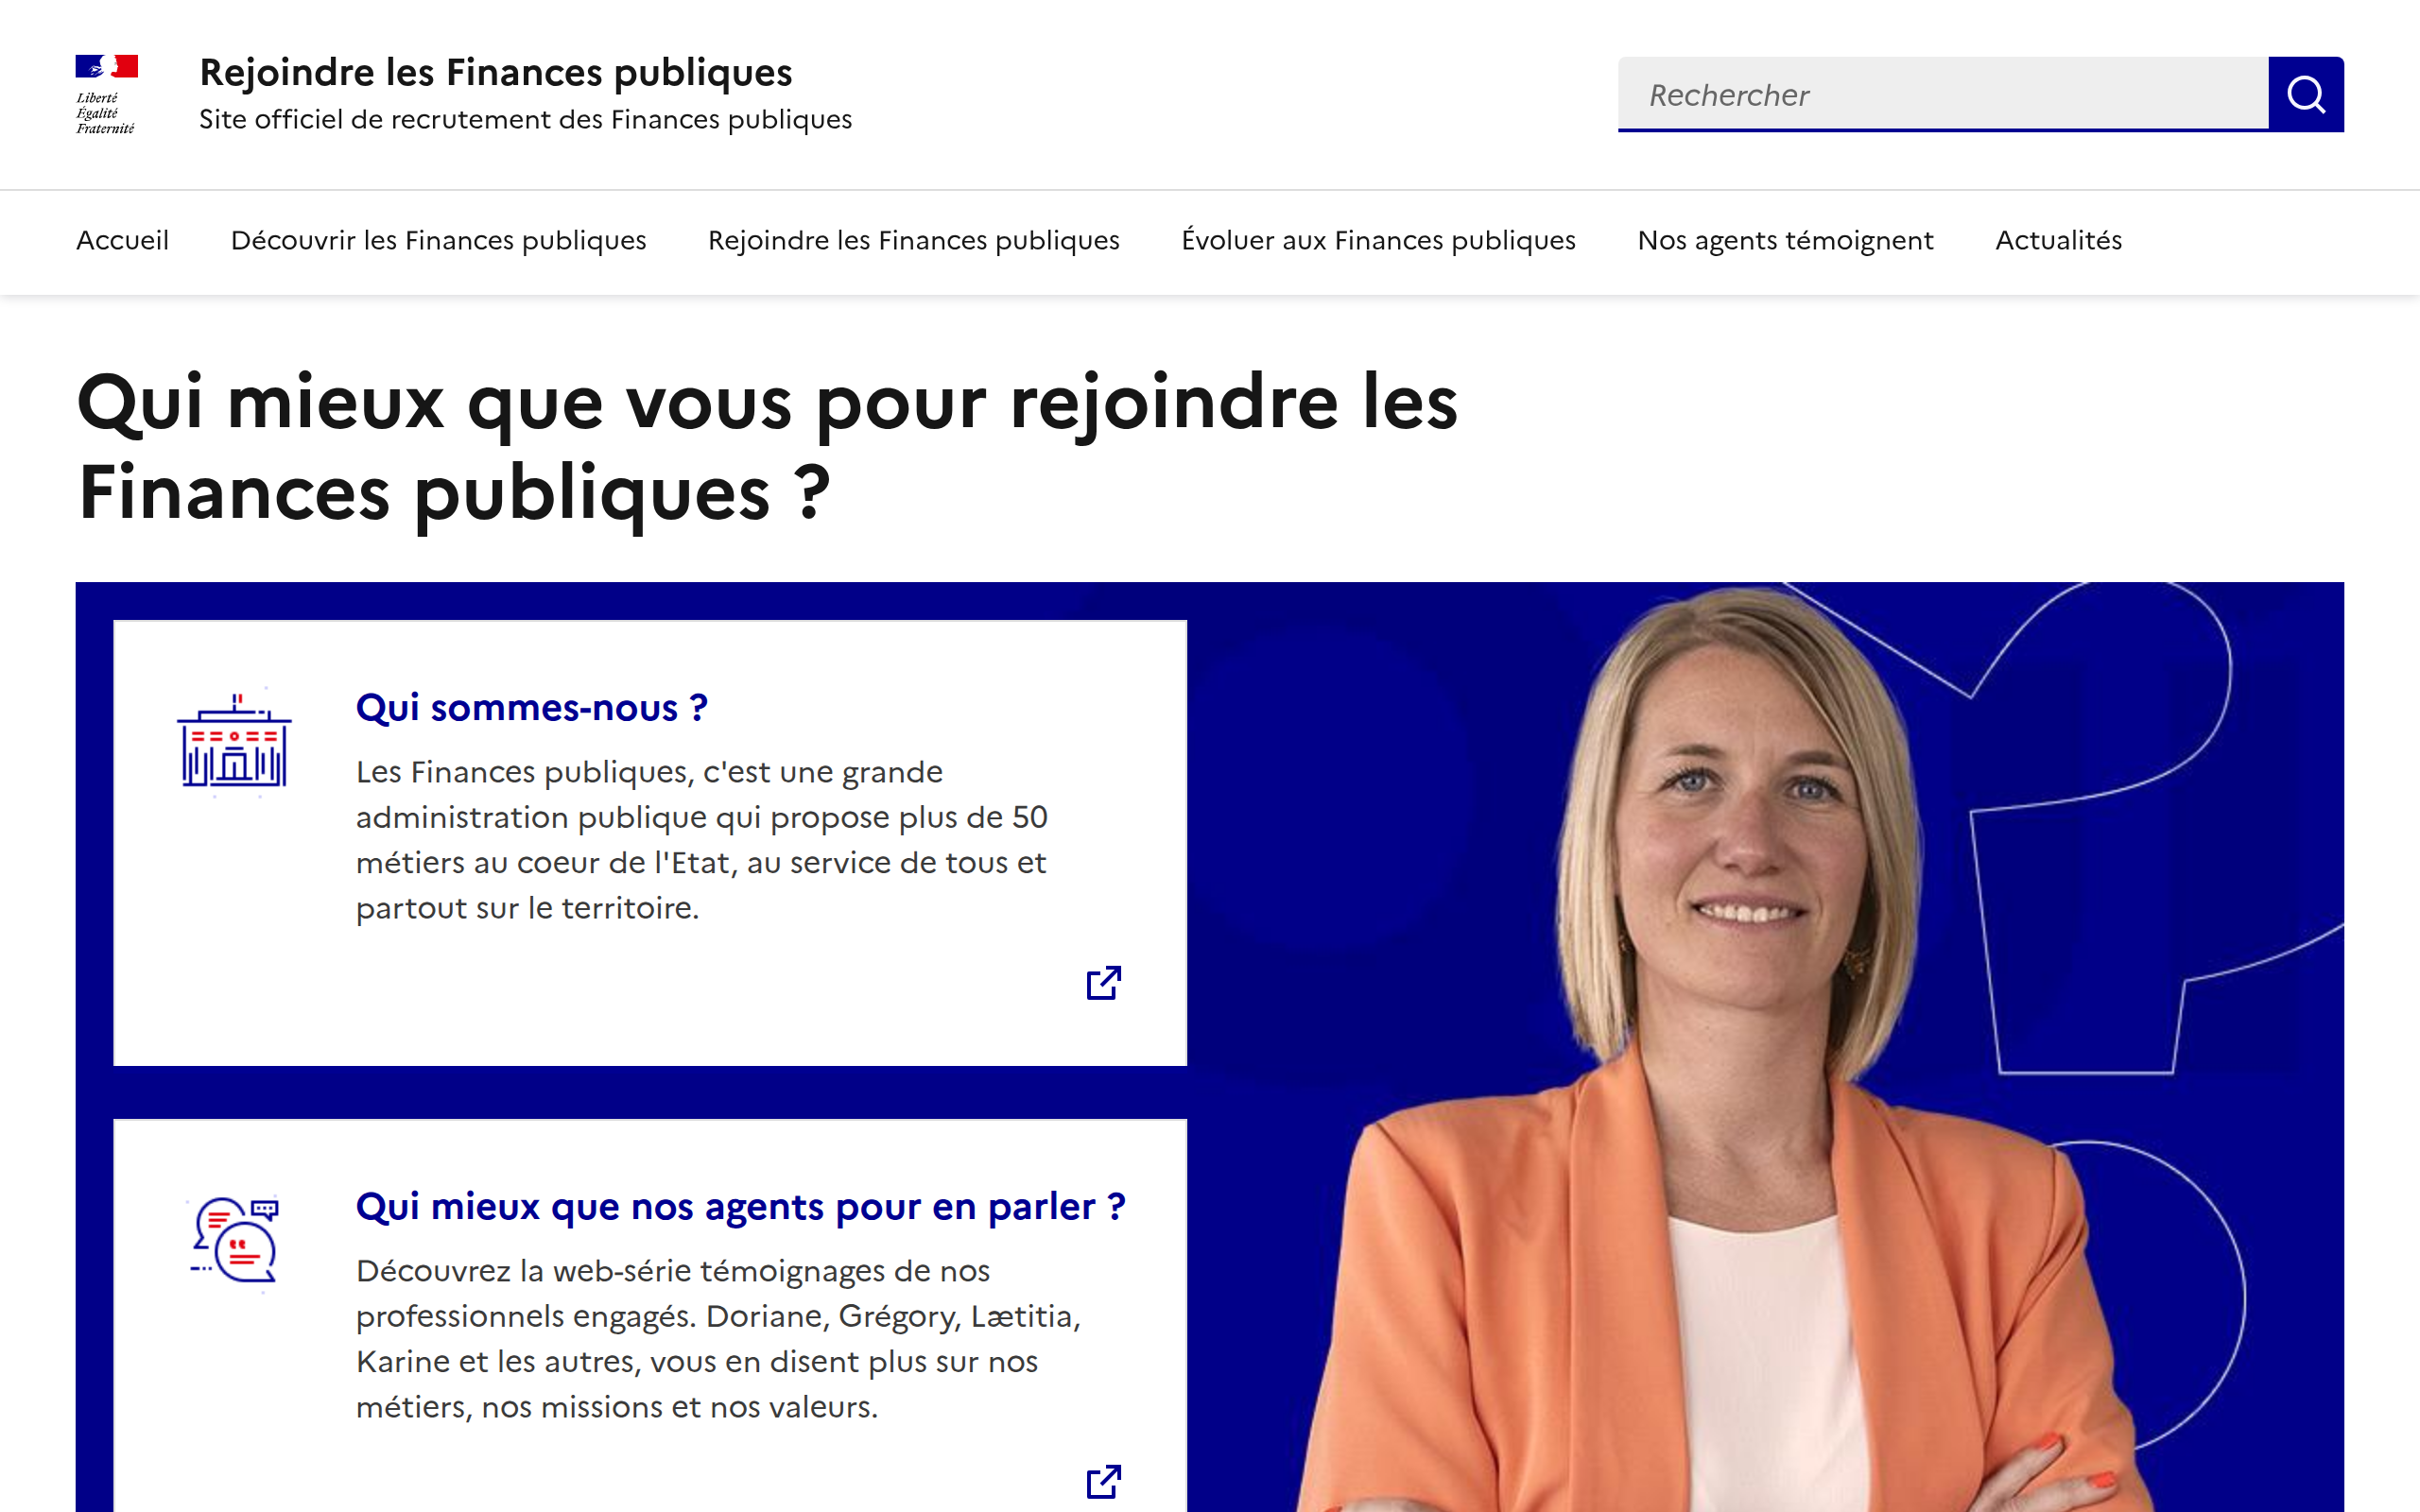 Liberté
Égalité
Fraternité
Rejoindre les Finances publiques
Site officiel de recrutement des Finances publiques
Rechercher
Accueil
Découvrir les Finances publiques
Rejoindre les Finances publiques
Évoluer aux Finances publiques
Nos agents témoignent
Actualités
Qui mieux que vous pour rejoindre les
Finances publiques ?
Qui sommes-nous ?
Les Finances publiques, c'est une grande
administration publique qui propose plus de 50
métiers au coeur de l'Etat, au service de tous et
partout sur le territoire.
Qui mieux que nos agents pour en parler ?
Découvrez la web-série témoignages de nos
professionnels engagés. Doriane, Grégory, Lætitia,
Karine et les autres, vous en disent plus sur nos
métiers, nos missions et nos valeurs.